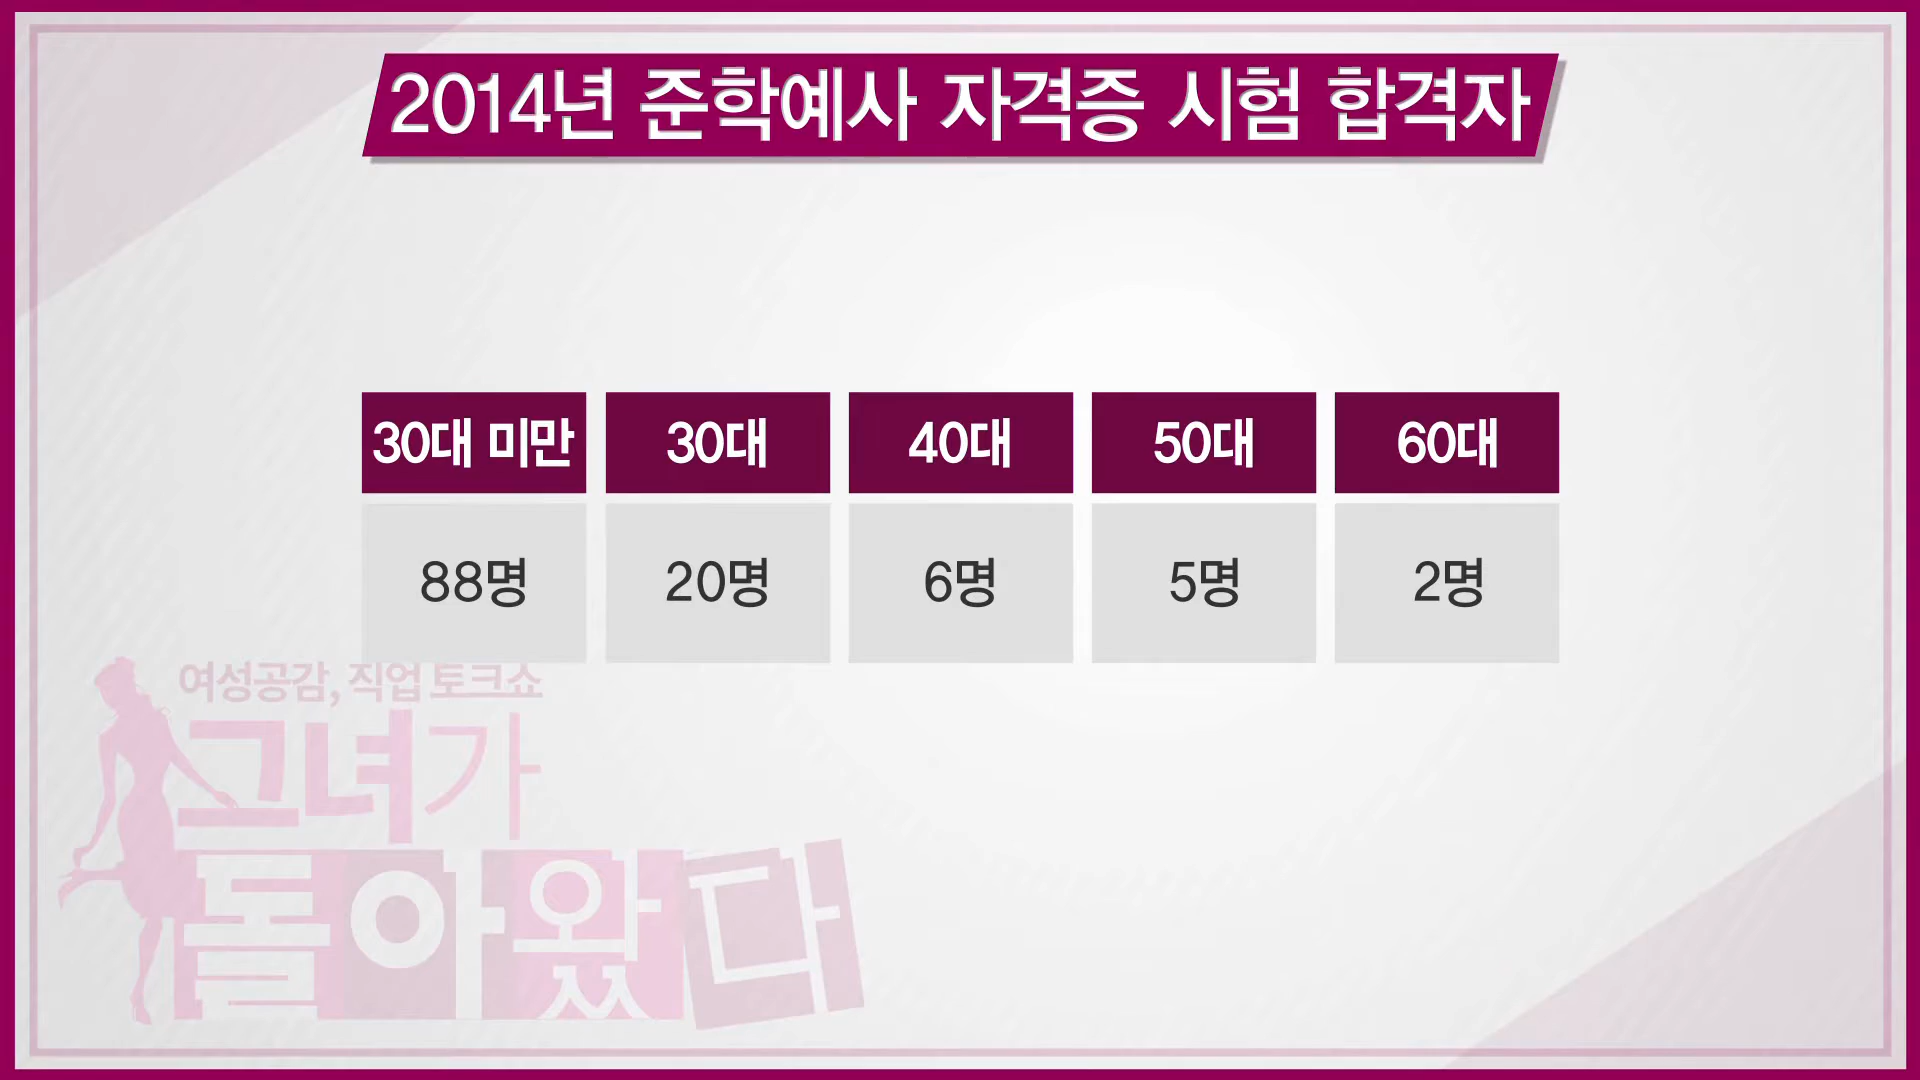 2014년 준학예사 자격증 시험 합격자
30대 미만 30대 40대 50대 60대
88명 20명 6명 5명 2명
여성공감, 직업 토크쇼
그녀가
돌아왔다